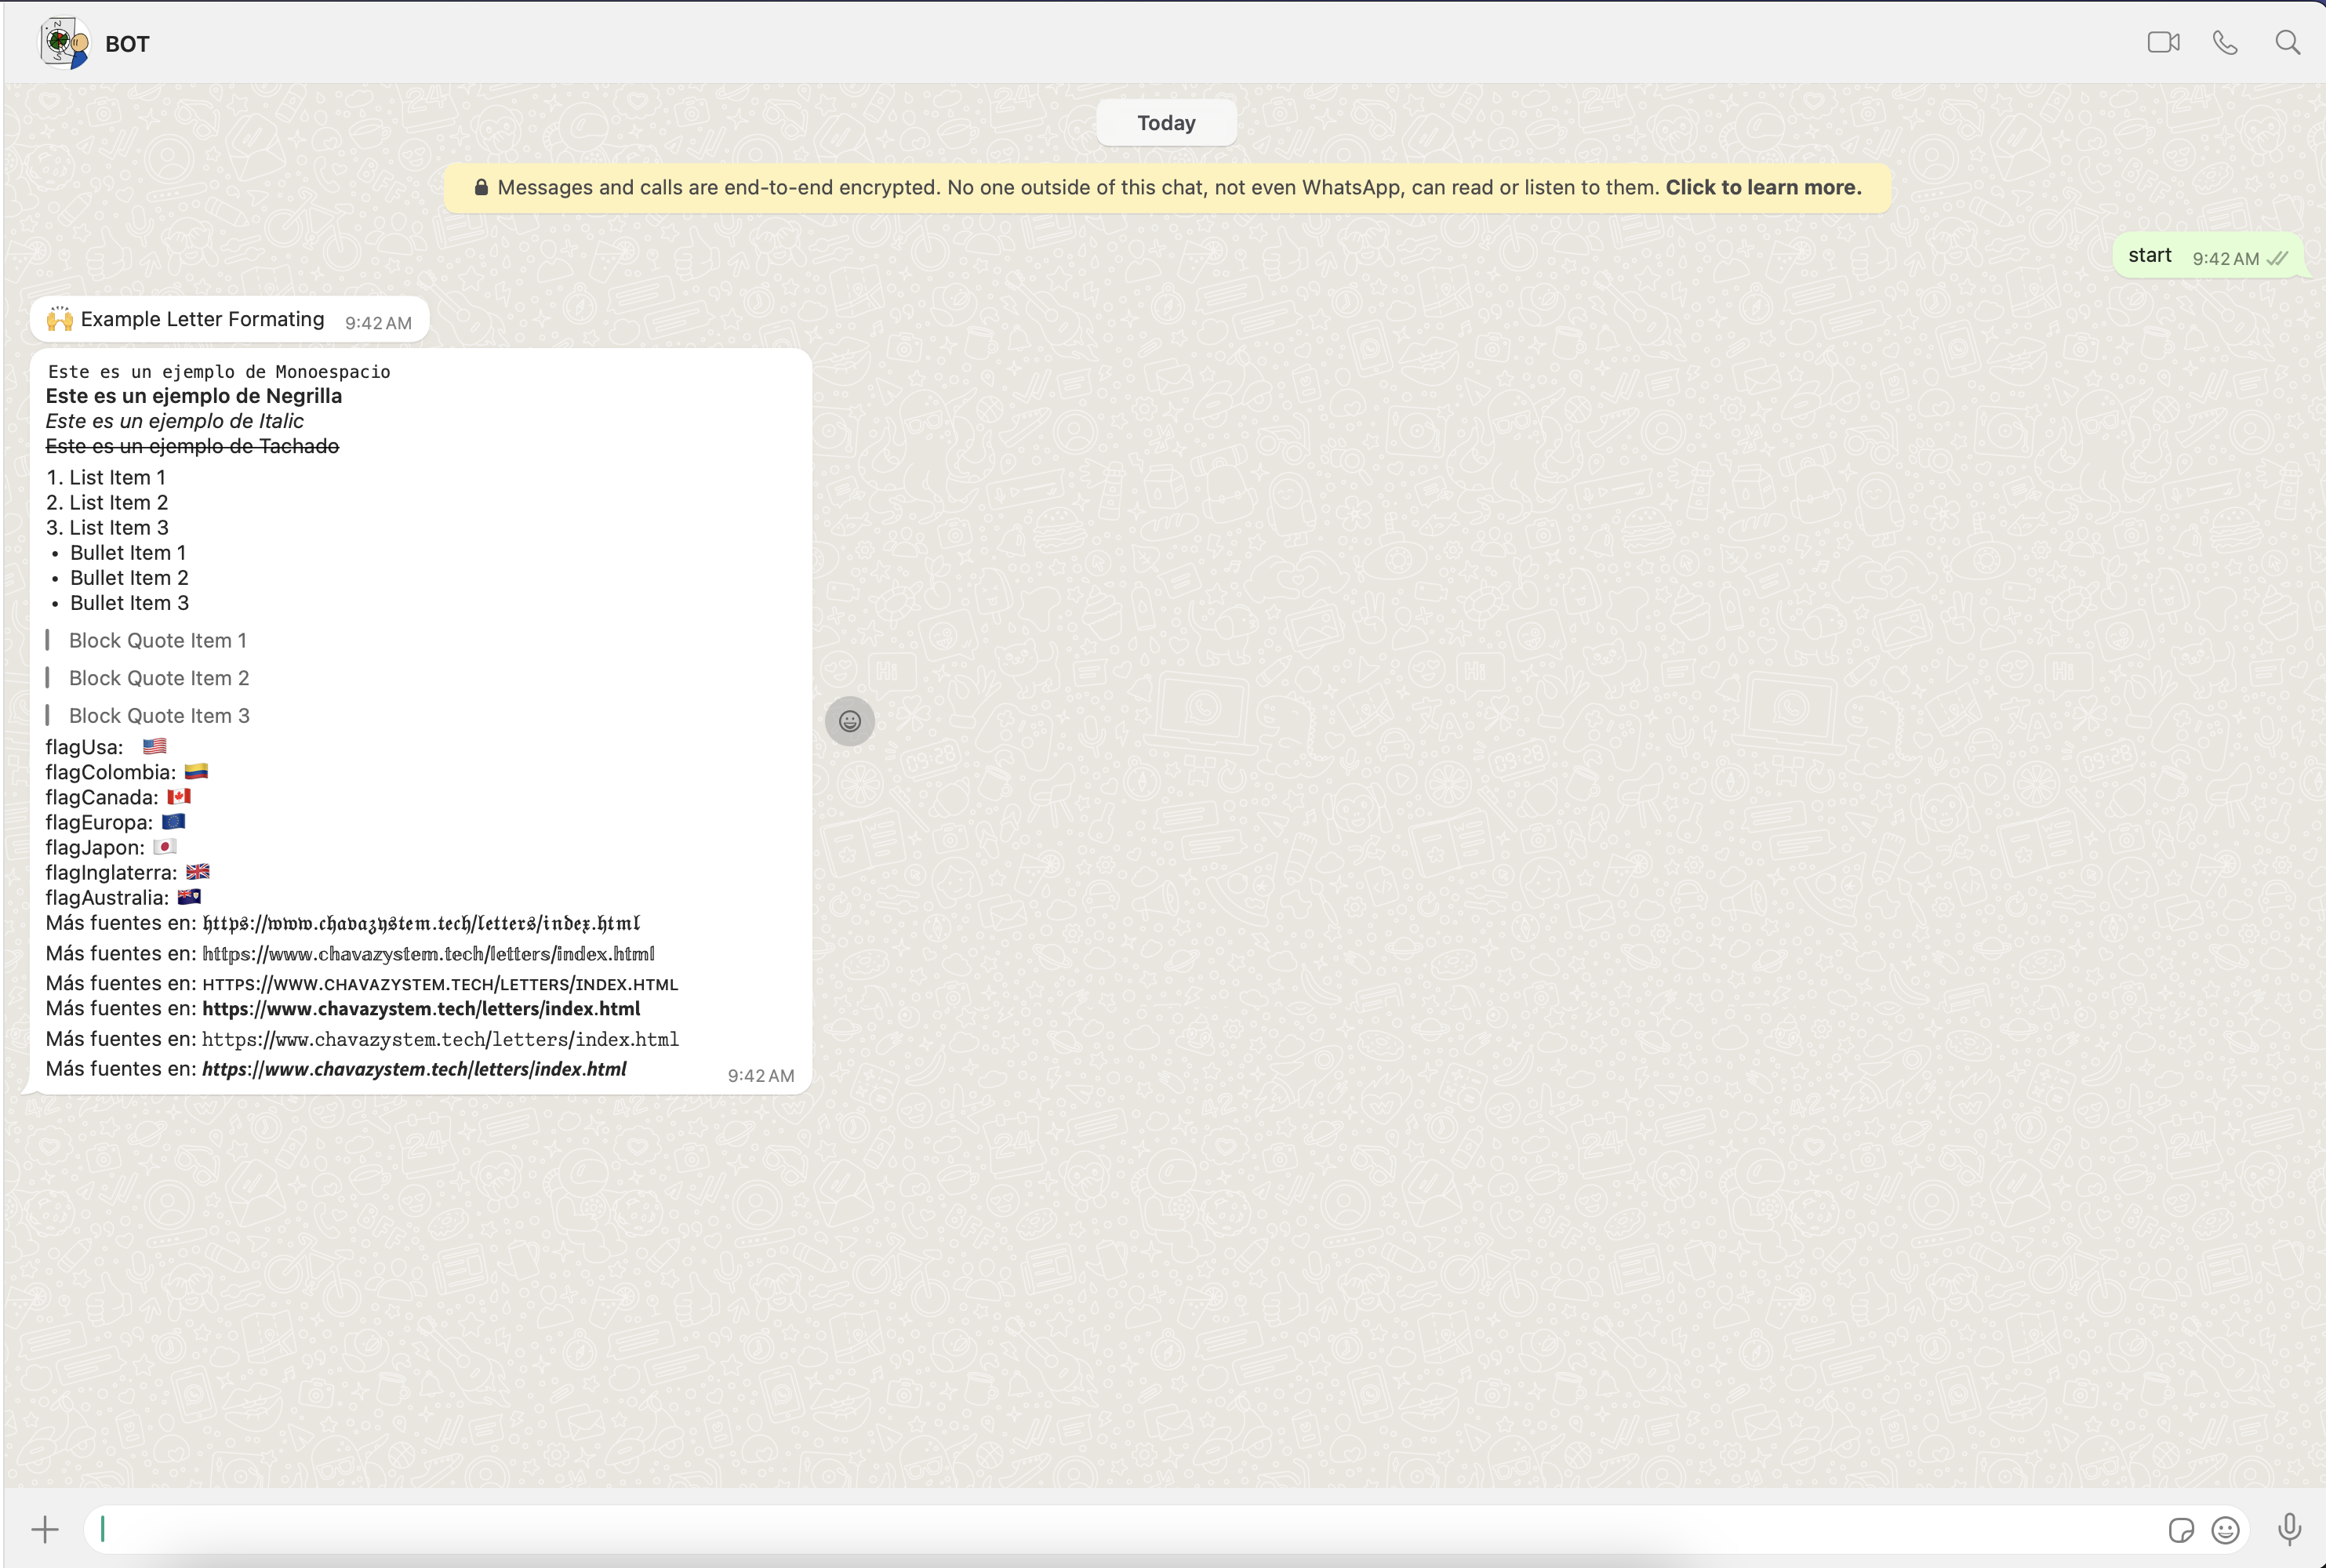 BOT
Today
Messages and calls are end-to-end encrypted. No one outside of this chat, not even WhatsApp, can read or listen to them. Click to learn more.
start 9:42 AM
🙌 Example Letter Formating 9:42 AM
Este es un ejemplo de Monoespacio
Este es un ejemplo de Negrilla
Este es un ejemplo de Italic
Este es un ejemplo de Tachado
1. List Item 1
2. List Item 2
3. List Item 3
• Bullet Item 1
• Bullet Item 2
• Bullet Item 3
Block Quote Item 1
Block Quote Item 2
Block Quote Item 3
flagUsa: 🇺🇸
flagColombia: 🇨🇴
flagCanada: 🇨🇦
flagEuropa: 🇪🇺
flagJapon: 🇯🇵
flagInglaterra: 🇬🇧
flagAustralia: 🇦🇮
Más fuentes en: https://www.chavazystem.tech/letters/index.html
Más fuentes en: https://www.chavazystem.tech/letters/index.html
Más fuentes en: HTTPS://WWW.CHAVAZYSTEM.TECH/LETTERS/INDEX.HTML
Más fuentes en: https://www.chavazystem.tech/letters/index.html
Más fuentes en: https://www.chavazystem.tech/letters/index.html
Más fuentes en: https://www.chavazystem.tech/letters/index.html
9:42 AM